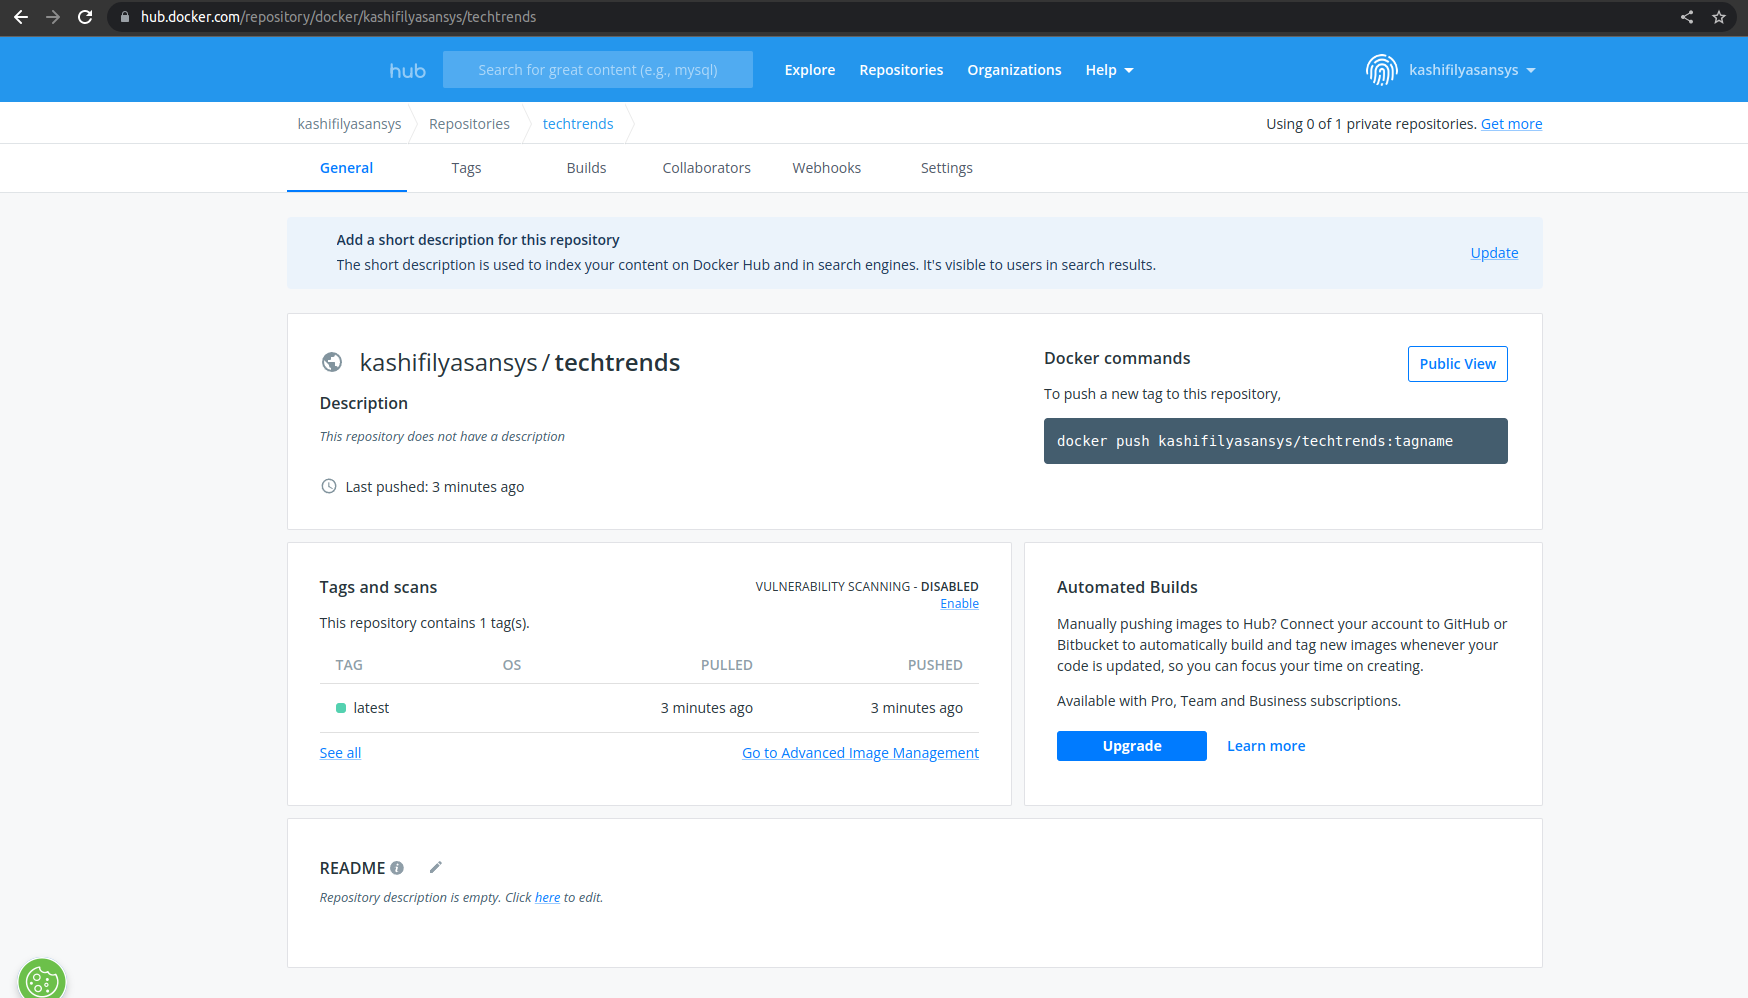 hub.docker.com/repository/docker/kashifilyasansys/techtrends
hub
Search for great content (e.g., mysql)
Explore
Repositories
Organizations
Help
kashifilyasansys
kashifilyasansys
Repositories
techtrends
Using 0 of 1 private repositories. Get more
General
Tags
Builds
Collaborators
Webhooks
Settings
Add a short description for this repository
The short description is used to index your content on Docker Hub and in search engines. It's visible to users in search results.
Update
kashifilyasansys / techtrends
Description
This repository does not have a description
Last pushed: 3 minutes ago
Docker commands
Public View
To push a new tag to this repository,
docker push kashifilyasansys/techtrends:tagname
Tags and scans
VULNERABILITY SCANNING - DISABLED
Enable
This repository contains 1 tag(s).
TAG OS PULLED PUSHED
latest 3 minutes ago 3 minutes ago
See all
Go to Advanced Image Management
Automated Builds
Manually pushing images to Hub? Connect your account to GitHub or
Bitbucket to automatically build and tag new images whenever your
code is updated, so you can focus your time on creating.
Available with Pro, Team and Business subscriptions.
Upgrade
Learn more
README
Repository description is empty. Click here to edit.